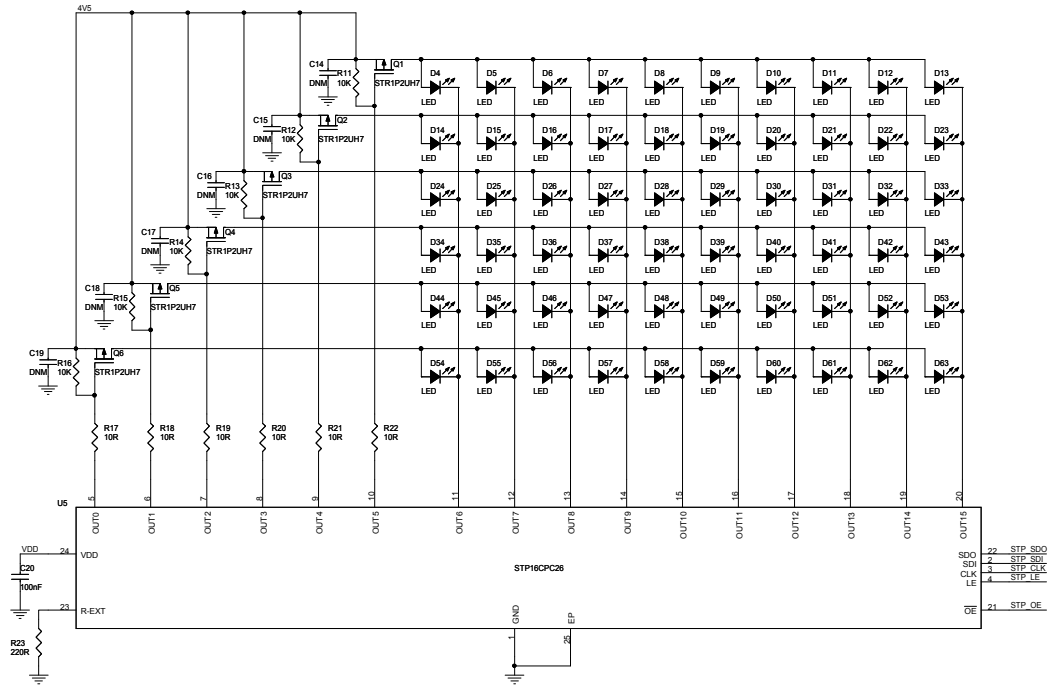 4V5
C14
DNM
R11
10K
Q1
STR1P2UH7
D4
D5
D6
D7
D8
D9
D10
D11
D12
D13
LED
LED
LED
LED
LED
LED
LED
LED
LED
LED
C15
DNM
R12
10K
Q2
STR1P2UH7
D14
D15
D16
D17
D18
D19
D20
D21
D22
D23
LED
LED
LED
LED
LED
LED
LED
LED
LED
LED
C16
DNM
R13
10K
Q3
STR1P2UH7
D24
D25
D26
D27
D28
D29
D30
D31
D32
D33
LED
LED
LED
LED
LED
LED
LED
LED
LED
LED
C17
DNM
R14
10K
Q4
STR1P2UH7
D34
D35
D36
D37
D38
D39
D40
D41
D42
D43
LED
LED
LED
LED
LED
LED
LED
LED
LED
LED
C18
DNM
R15
10K
Q5
STR1P2UH7
D44
D45
D46
D47
D48
D49
D50
D51
D52
D53
LED
LED
LED
LED
LED
LED
LED
LED
LED
LED
C19
DNM
R16
10K
Q6
STR1P2UH7
D54
D55
D56
D57
D58
D59
D60
D61
D62
D63
LED
LED
LED
LED
LED
LED
LED
LED
LED
LED
R17
10R
R18
10R
R19
10R
R20
10R
R21
10R
R22
10R
U5
5
6
7
8
9
10
11
12
13
14
15
16
17
18
19
20
OUT0
OUT1
OUT2
OUT3
OUT4
OUT5
OUT6
OUT7
OUT8
OUT9
OUT10
OUT11
OUT12
OUT13
OUT14
OUT15
VDD
24
VDD
C20
100nF
23
R-EXT
R23
220R
STP16CPC26
GND
EP
1
25
SDO
22
STP_SDO
SDI
2
STP_SDI
CLK
3
STP_CLK
LE
4
STP_LE
OE
21
STP_OE